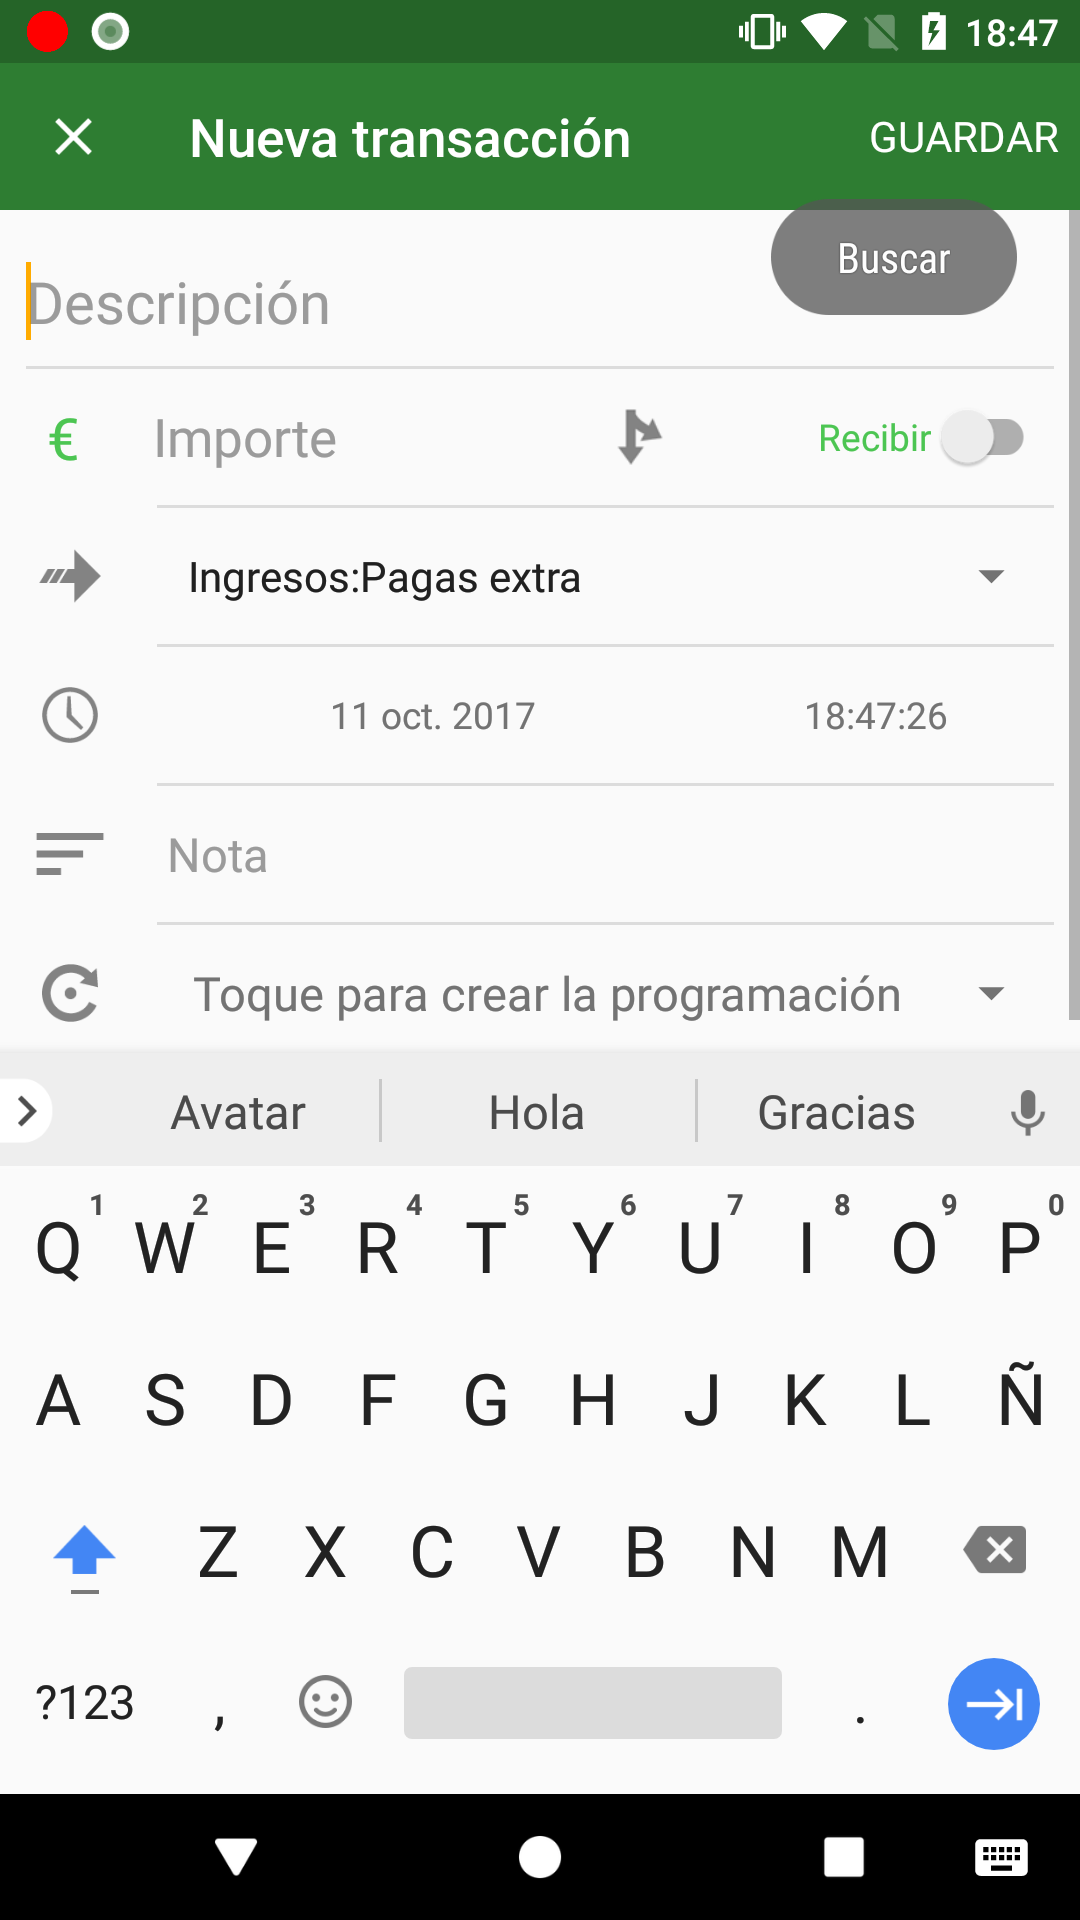 18:47
Nueva transacción
GUARDAR
Buscar
Descripción
€ Importe
Recibir
Ingresos:Pagas extra
11 oct. 2017
18:47:26
Nota
Toque para crear la programación
Avatar
Hola
Gracias
1 2 3 4 5 6 7 8 9 0
Q W E R T Y U I O P
A S D F G H J K L Ñ
Z X C V B N M
?123 , .